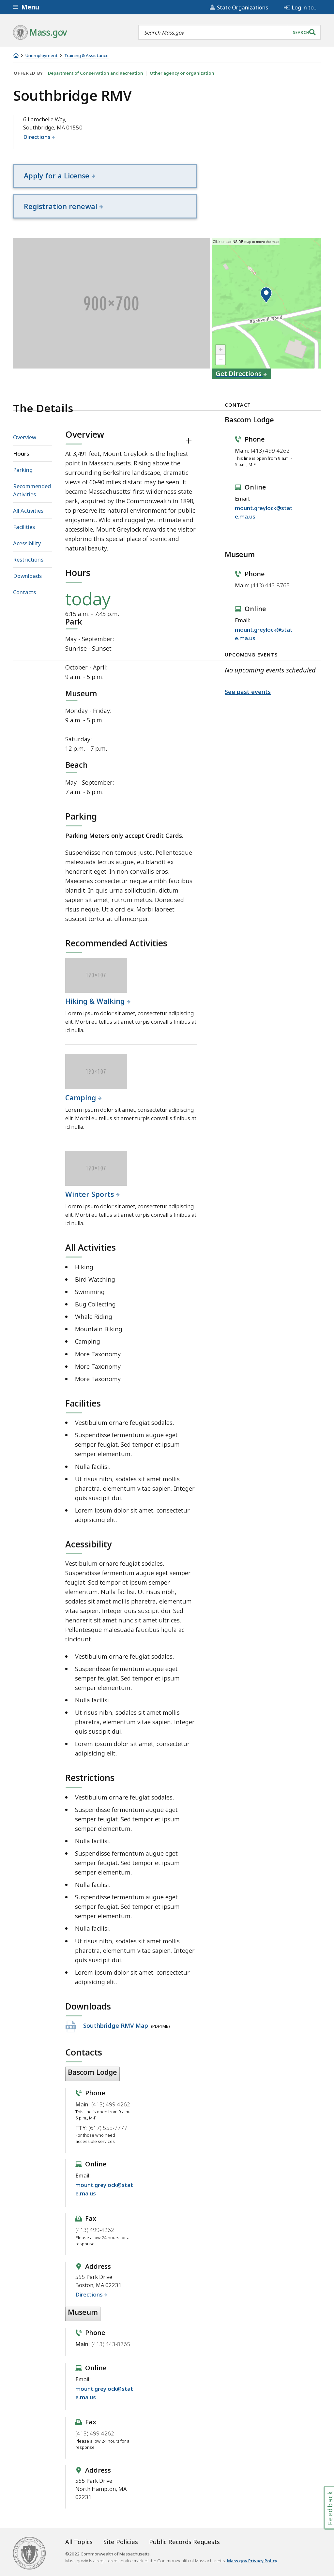 Menu
State Organizations
Log in to...
Mass.gov
Search Mass.gov
SEARCH
Unemployment
Training & Assistance
OFFERED BY Department of Conservation and Recreation Other agency or organization
Southbridge RMV
6 Larochelle Way,
Southbridge, MA 01550
Directions
Apply for a License
Registration renewal
900×700
Click or tap INSIDE map to move the map
+
−
Get Directions
The Details
Overview
Hours
Parking
Recommended
Activities
All Activities
Facilities
Acessibility
Restrictions
Downloads
Contacts
Overview
At 3,491 feet, Mount Greylock is the highest
point in Massachusetts. Rising above the
surrounding Berkshire landscape, dramatic
views of 60-90 miles distant may be seen. It
became Massachusetts' first wilderness state
park, acquired by the Commonwealth in 1898,
to preserve its natural environment for public
enjoyment. Wild and rugged yet intimate and
accessible, Mount Greylock rewards the visitor
exploring this special place of scenic and
natural beauty.
Hours
today
6:15 a.m. - 7:45 p.m.
Park
May - September:
Sunrise - Sunset
October - April:
9 a.m. - 5 p.m.
Museum
Monday - Friday:
9 a.m. - 5 p.m.
Saturday:
12 p.m. - 7 p.m.
Beach
May - September:
7 a.m. - 6 p.m.
Parking
Parking Meters only accept Credit Cards.
Suspendisse non tempus justo. Pellentesque
malesuada lectus augue, eu blandit ex
hendrerit eget. In non convallis eros.
Maecenas consectetur neque a nibh faucibus
blandit. In quis urna sollicitudin, dictum
sapien sit amet, rutrum metus. Donec sed
risus neque. Ut a orci ex. Morbi laoreet
suscipit tortor at ullamcorper.
Recommended Activities
190×107
Hiking & Walking
Lorem ipsum dolor sit amet, consectetur adipiscing
elit. Morbi eu tellus sit amet turpis convallis finibus at
id nulla.
190×107
Camping
Lorem ipsum dolor sit amet, consectetur adipiscing
elit. Morbi eu tellus sit amet turpis convallis finibus at
id nulla.
190×107
Winter Sports
Lorem ipsum dolor sit amet, consectetur adipiscing
elit. Morbi eu tellus sit amet turpis convallis finibus at
id nulla.
All Activities
Hiking
Bird Watching
Swimming
Bug Collecting
Whale Riding
Mountain Biking
Camping
More Taxonomy
More Taxonomy
More Taxonomy
Facilities
Vestibulum ornare feugiat sodales.
Suspendisse fermentum augue eget
semper feugiat. Sed tempor et ipsum
semper elementum.
Nulla facilisi.
Ut risus nibh, sodales sit amet mollis
pharetra, elementum vitae sapien. Integer
quis suscipit dui.
Lorem ipsum dolor sit amet, consectetur
adipiscing elit.
Acessibility
Vestibulum ornare feugiat sodales.
Suspendisse fermentum augue eget semper
feugiat. Sed tempor et ipsum semper
elementum. Nulla facilisi. Ut risus nibh,
sodales sit amet mollis pharetra, elementum
vitae sapien. Integer quis suscipit dui. Sed
hendrerit rhoncus ornare. Orci varius natoque
penatibus et magnis dis parturient montes,
nascetur ridiculus mus. Sed quis viverra nulla.
Pellentesque malesuada faucibus ligula ac
tincidunt.
Vestibulum ornare feugiat sodales.
Suspendisse fermentum augue eget
semper feugiat. Sed tempor et ipsum
semper elementum.
Nulla facilisi.
Ut risus nibh, sodales sit amet mollis
pharetra, elementum vitae sapien. Integer
quis suscipit dui.
Lorem ipsum dolor sit amet, consectetur
adipiscing elit.
Restrictions
Vestibulum ornare feugiat sodales.
Suspendisse fermentum augue eget
semper feugiat. Sed tempor et ipsum
semper elementum.
Nulla facilisi.
Suspendisse fermentum augue eget
semper feugiat. Sed tempor et ipsum
semper elementum.
Nulla facilisi.
Suspendisse fermentum augue eget
semper feugiat. Sed tempor et ipsum
semper elementum.
Nulla facilisi.
Ut risus nibh, sodales sit amet mollis
pharetra, elementum vitae sapien. Integer
quis suscipit dui.
Lorem ipsum dolor sit amet, consectetur
adipiscing elit.
Downloads
Southbridge RMV Map (PDF1MB)
Contacts
Bascom Lodge
Phone
Main: (413) 499-4262
This line is open from 9 a.m. -
5 p.m., M-F
TTY: (617) 555-7777
For those who need
accessible services
Online
Email:
mount.greylock@stat
e.ma.us
Fax
(413) 499-4262
Please allow 24 hours for a
response
Address
555 Park Drive
Boston, MA 02231
Directions
Museum
Phone
Main: (413) 443-8765
Online
Email:
mount.greylock@stat
e.ma.us
Fax
(413) 499-4262
Please allow 24 hours for a
response
Address
555 Park Drive
North Hampton, MA
02231
CONTACT
Bascom Lodge
Phone
Main: (413) 499-4262
This line is open from 9 a.m. -
5 p.m., M-F
Online
Email:
mount.greylock@stat
e.ma.us
Museum
Phone
Main: (413) 443-8765
Online
Email:
mount.greylock@stat
e.ma.us
UPCOMING EVENTS
No upcoming events scheduled
See past events
Feedback
All Topics
Site Policies
Public Records Requests
©2023 Commonwealth of Massachusetts.
Mass.gov® is a registered service mark of the Commonwealth of Massachusetts. Mass.gov Privacy Policy